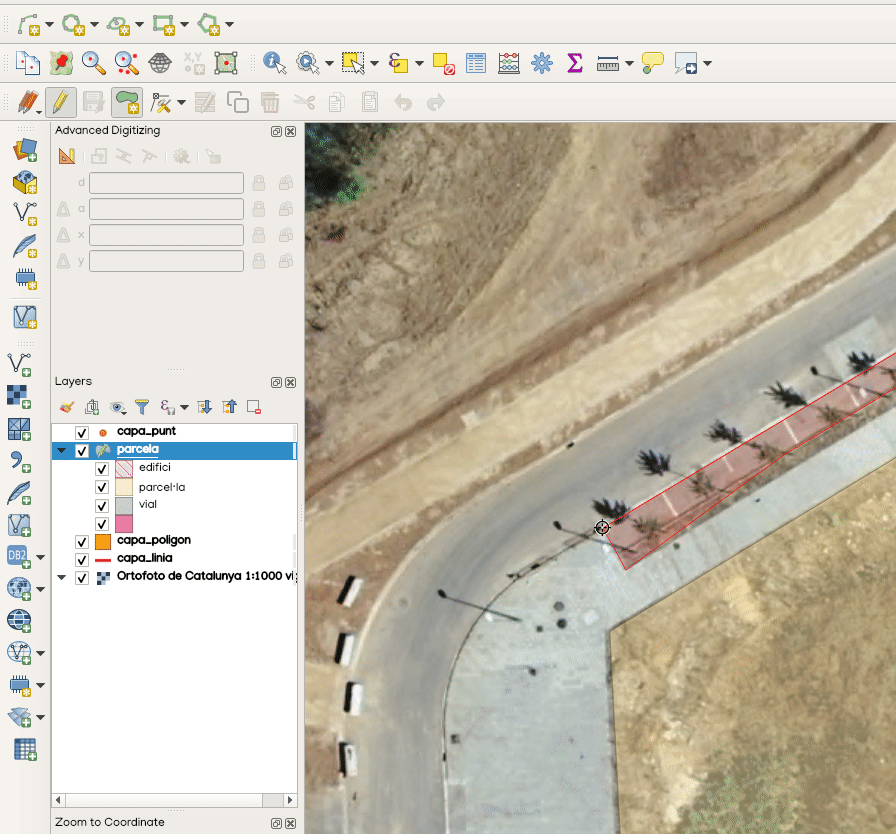 X,Y
Advanced Digitizing
d
a
x
y
Layers
capa_punt
parcela
edifici
parcel·la
vial
capa_poligon
capa_linia
Ortofoto de Catalunya 1:1000 vi
DB2
Zoom to Coordinate